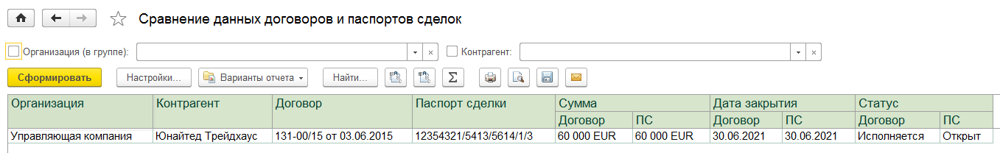 Сравнение данных договоров и паспортов сделок
Организация (в группе): Контрагент:
Сформировать Настройки... Варианты отчета Найти...
Организация Контрагент Договор Паспорт сделки Сумма Дата закрытия Статус
Договор ПС Договор ПС Договор ПС
Управляющая компания Юнайтед Трейдхаус 131-00/15 от 03.06.2015 12354321/5413/5614/1/3 60 000 EUR 60 000 EUR 30.06.2021 30.06.2021 Исполняется Открыт